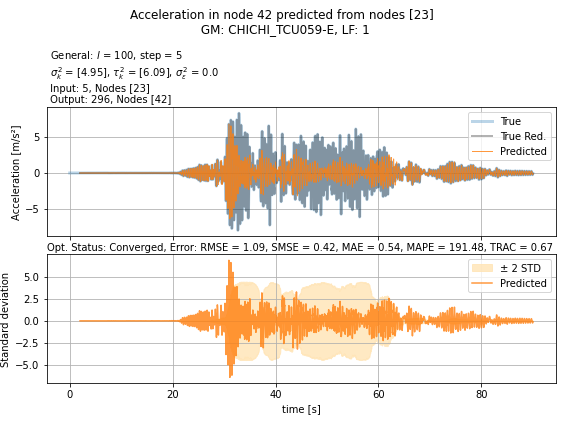 Acceleration in node 42 predicted from nodes [23]
GM: CHICHI_TCU059-E, LF: 1
General: l = 100, step = 5
σ²ₖ = [4.95], τ²ₖ = [6.09], σ²ε = 0.0
Input: 5, Nodes [23]
Output: 296, Nodes [42]
True
True Red.
Predicted
Acceleration [m/s²]
5
0
−5
Opt. Status: Converged, Error: RMSE = 1.09, SMSE = 0.42, MAE = 0.54, MAPE = 191.48, TRAC = 0.67
± 2 STD
Predicted
Standard deviation
5.0
2.5
0.0
−2.5
−5.0
0 20 40 60 80
time [s]